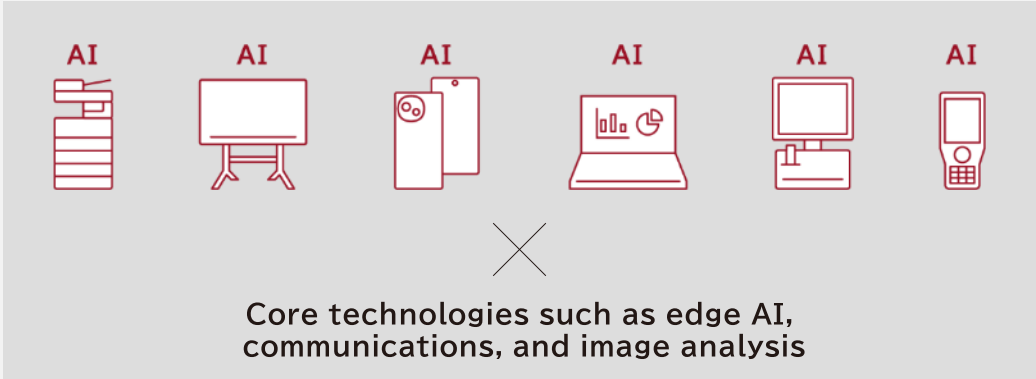 AI AI AI AI AI AI
Core technologies such as edge AI,
communications, and image analysis